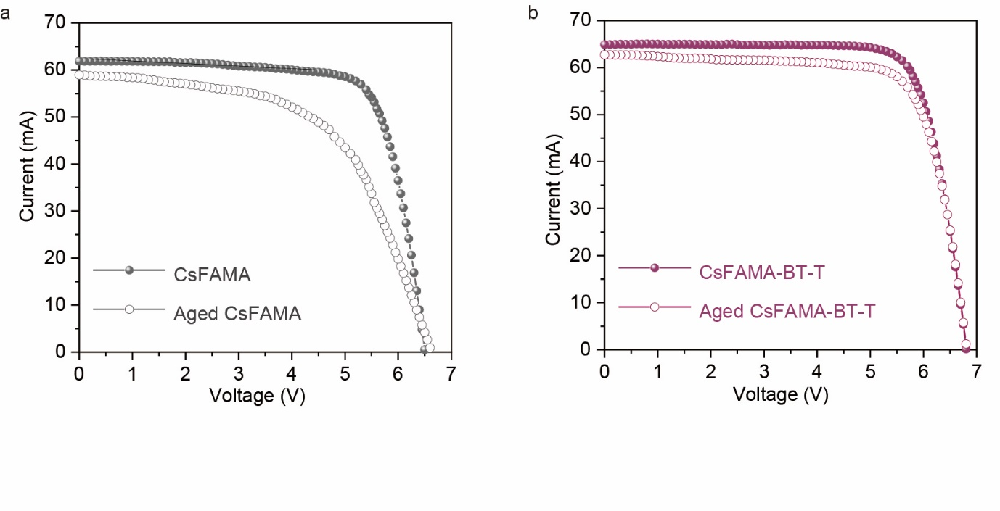 a
70
60
50
40
30
20
10
0
Current (mA)
CsFAMA
Aged CsFAMA
0 1 2 3 4 5 6 7
Voltage (V)
b
70
60
50
40
30
20
10
0
Current (mA)
CsFAMA-BT-T
Aged CsFAMA-BT-T
0 1 2 3 4 5 6 7
Voltage (V)